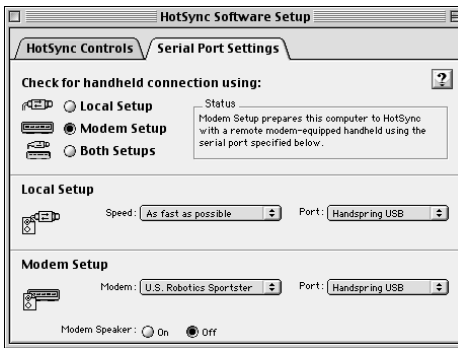 HotSync Software Setup
HotSync Controls Serial Port Settings
Check for handheld connection using:
?
Local Setup
Modem Setup
Both Setups
Status
Modem Setup prepares this computer to HotSync
with a remote modem-equipped handheld using the
serial port specified below.
Local Setup
Speed: As fast as possible Port: Handspring USB
Modem Setup
Modem: U.S. Robotics Sportster Port: Handspring USB
Modem Speaker: On Off